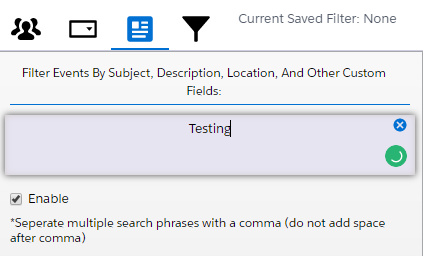 Current Saved Filter: None
Filter Events By Subject, Description, Location, And Other Custom
Fields:
Testing
Enable
*Seperate multiple search phrases with a comma (do not add space
after comma)